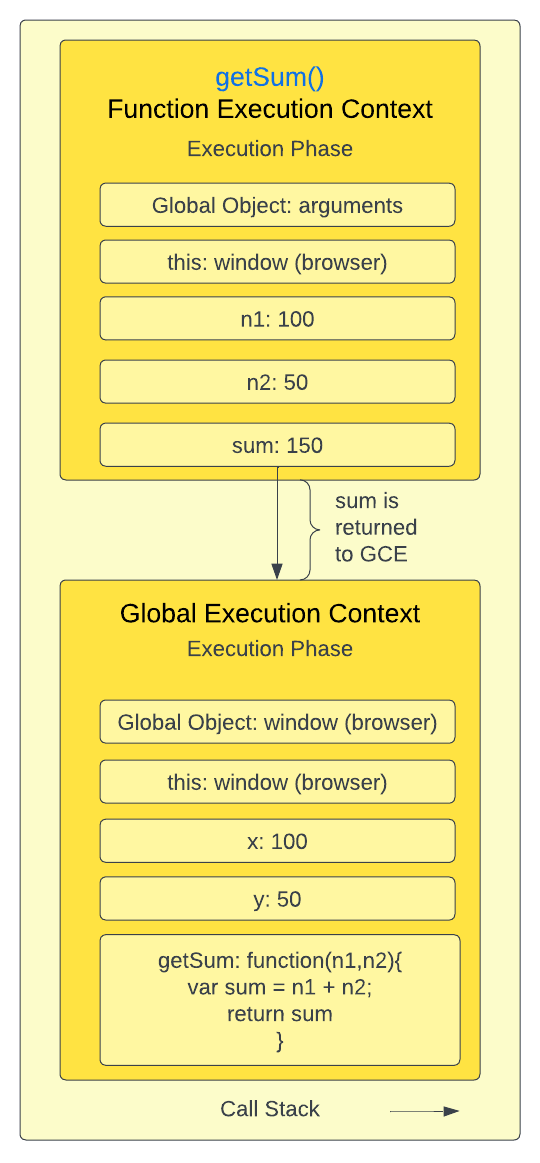 getSum()
Function Execution Context
Execution Phase
Global Object: arguments
this: window (browser)
n1: 100
n2: 50
sum: 150
sum is
returned
to GCE
Global Execution Context
Execution Phase
Global Object: window (browser)
this: window (browser)
x: 100
y: 50
getSum: function(n1,n2){
var sum = n1 + n2;
return sum
}
Call Stack